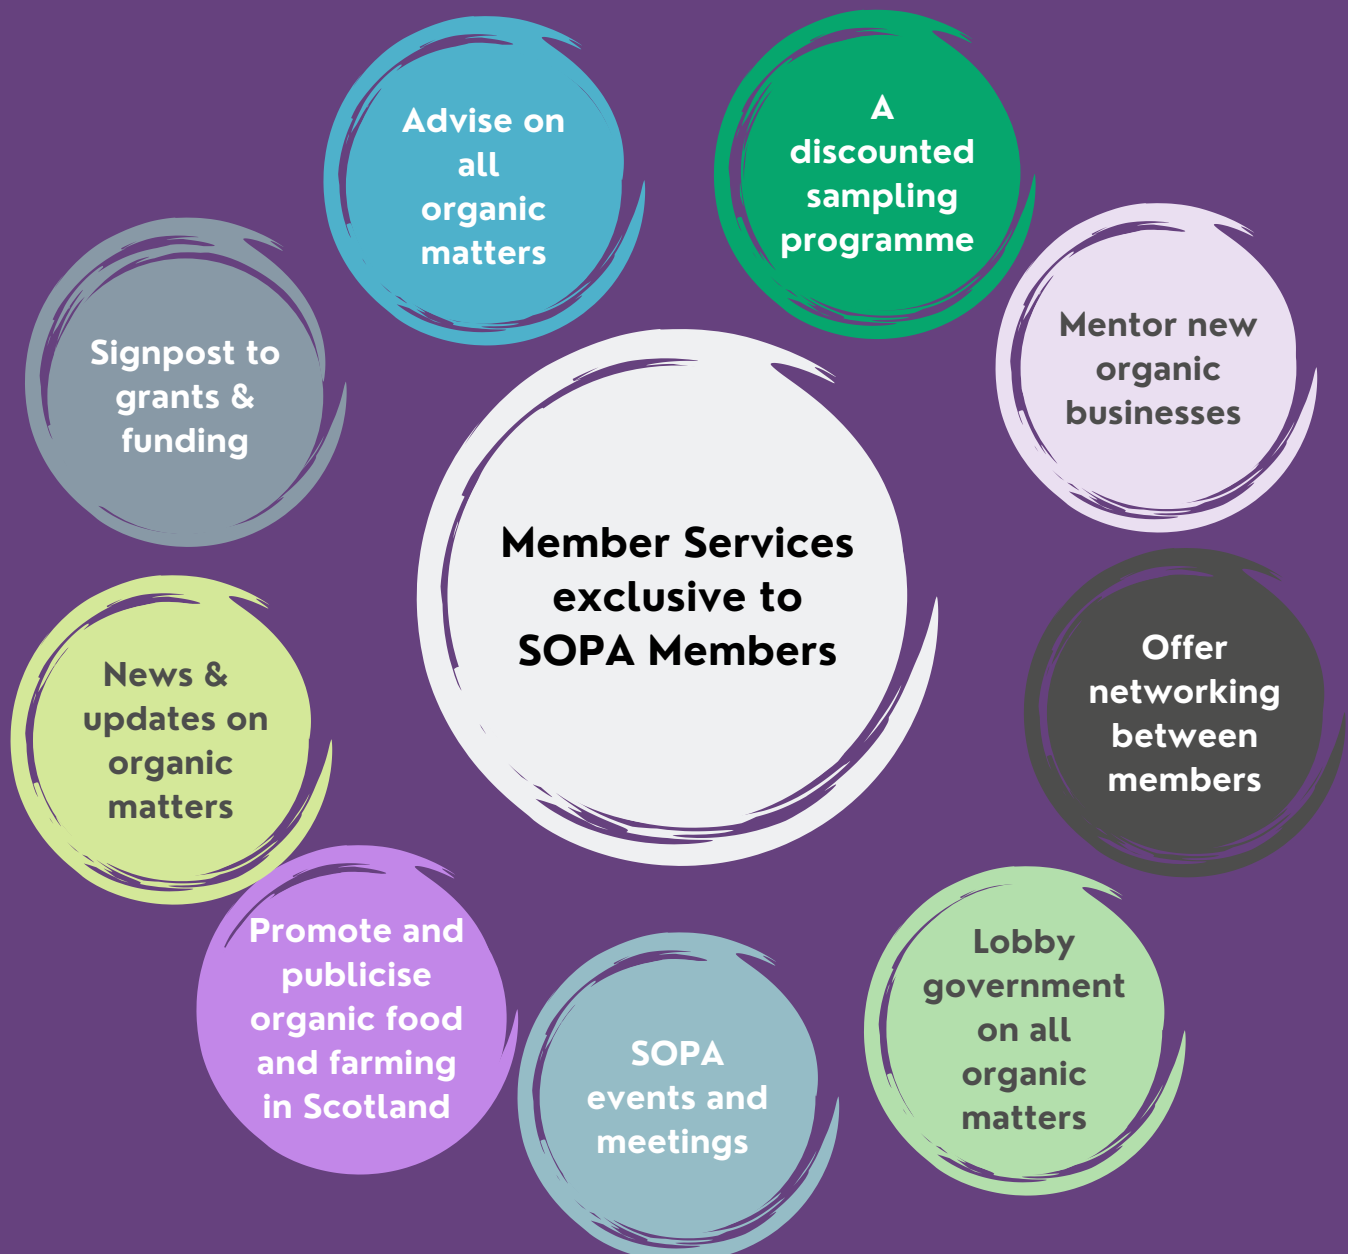 Advise on
all
organic
matters
A
discounted
sampling
programme
Signpost to
grants &
funding
Mentor new
organic
businesses
Member Services
exclusive to
SOPA Members
News &
updates on
organic
matters
Offer
networking
between
members
Promote and
publicise
organic food
and farming
in Scotland
SOPA
events and
meetings
Lobby
government
on all
organic
matters